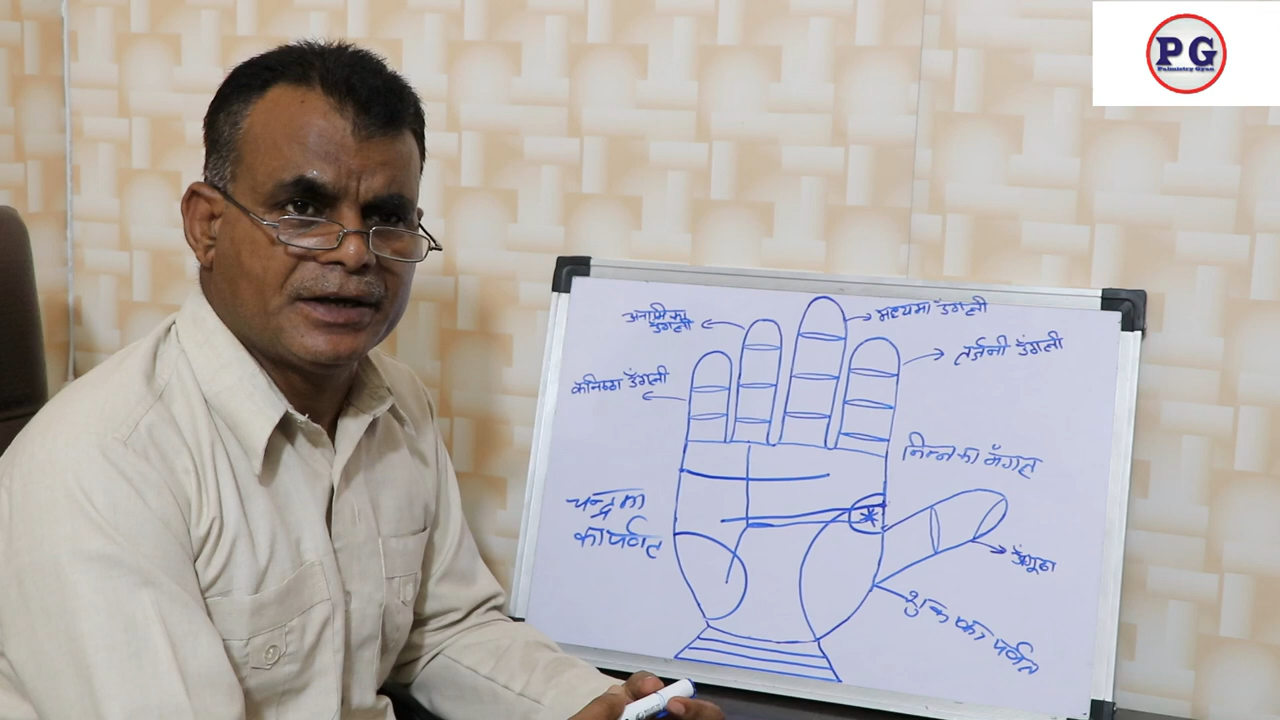 PG
Palmistry Gyan
अनामिका
उंगली
मध्यमा उंगली
तर्जनी उँगली
कनिष्ठा उँगली
निम्न का मँगल
चन्द्रमा
का पर्वत
अँगूठा
शुक्र का पर्वत